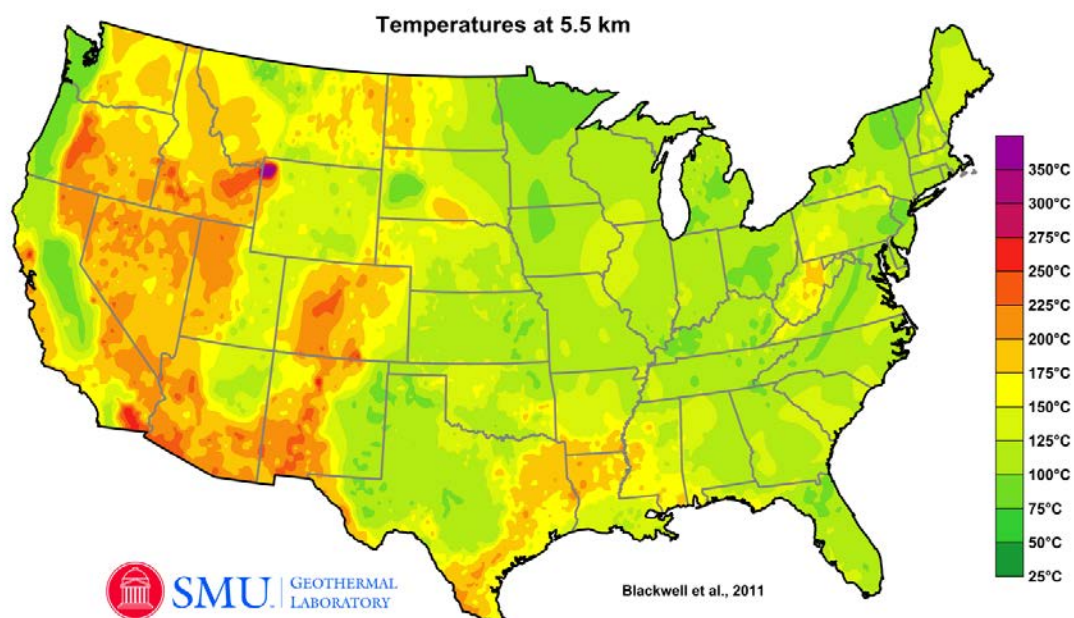 Temperatures at 5.5 km
350°C
300°C
275°C
250°C
225°C
200°C
175°C
150°C
125°C
100°C
75°C
50°C
25°C
SMU
GEOTHERMAL
LABORATORY
Blackwell et al., 2011